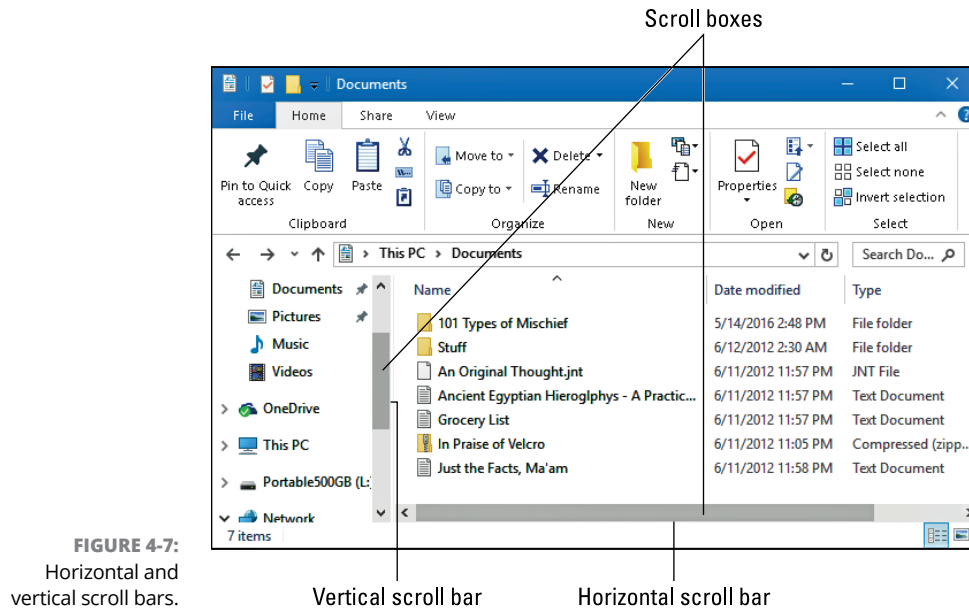 Scroll boxes
Documents
File Home Share View
Pin to Quick access
Copy
Paste
Move to
Copy to
Delete
Rename
New folder
Properties
Select all
Select none
Invert selection
Clipboard Organize New Open Select
This PC > Documents
Search Do...
Documents
Pictures
Music
Videos
OneDrive
This PC
Portable500GB (L:
Network
Name Date modified Type
101 Types of Mischief 5/14/2016 2:48 PM File folder
Stuff 6/12/2012 2:30 AM File folder
An Original Thought.jnt 6/11/2012 11:57 PM JNT File
Ancient Egyptian Hieroglphys - A Practic... 6/11/2012 11:57 PM Text Document
Grocery List 6/11/2012 11:57 PM Text Document
In Praise of Velcro 6/11/2012 11:05 PM Compressed (zipp...
Just the Facts, Ma'am 6/11/2012 11:58 PM Text Document
7 items
FIGURE 4-7:
Horizontal and
vertical scroll bars.
Vertical scroll bar
Horizontal scroll bar